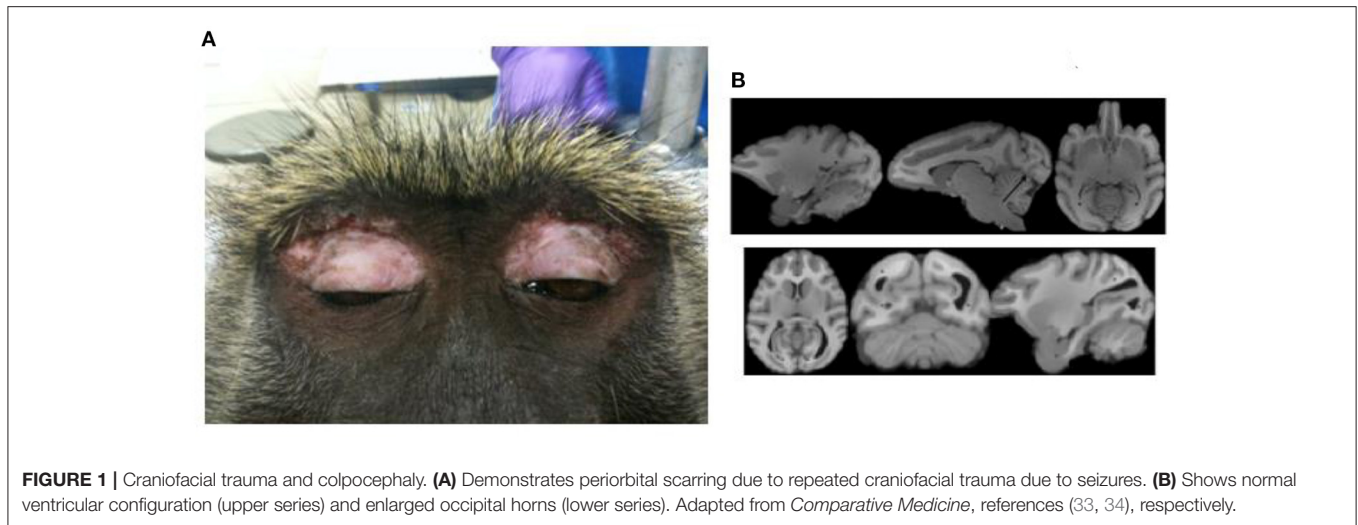 A
B
FIGURE 1 | Craniofacial trauma and colpocephaly. (A) Demonstrates periorbital scarring due to repeated craniofacial trauma due to seizures. (B) Shows normal
ventricular configuration (upper series) and enlarged occipital horns (lower series). Adapted from Comparative Medicine, references (33, 34), respectively.